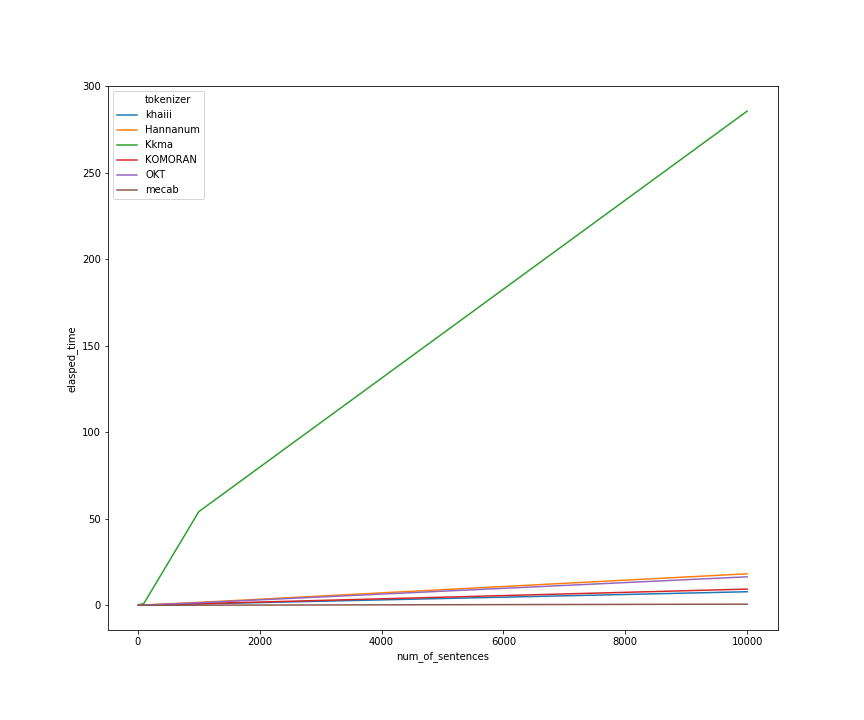 300
250
200
150
100
50
0
elasped_time
tokenizer
khaiii
Hannanum
Kkma
KOMORAN
OKT
mecab
0 2000 4000 6000 8000 10000
num_of_sentences